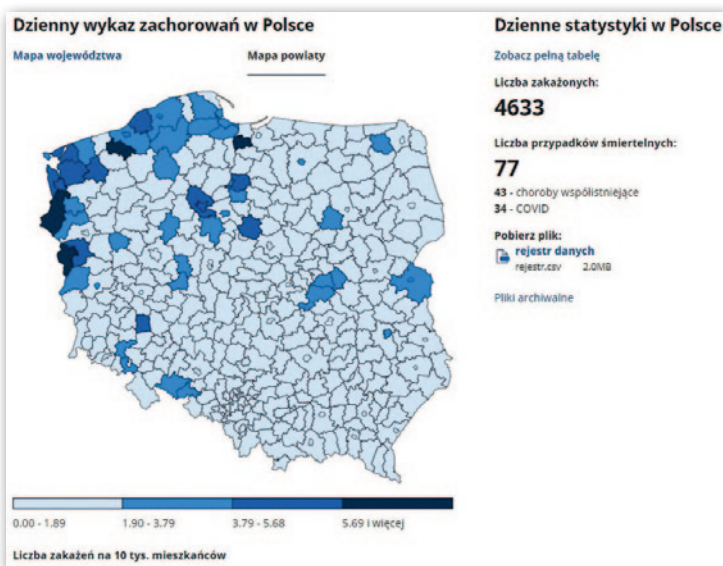 Dzienny wykaz zachorowań w Polsce
Mapa województwa
Mapa powiaty
0.00 - 1.89
1.90 - 3.79
3.79 - 5.68
5.69 i więcej
Liczba zakażeń na 10 tys. mieszkańców
Dzienne statystyki w Polsce
Zobacz pełną tabelę
Liczba zakażonych:
4633
Liczba przypadków śmiertelnych:
77
43 - choroby współistniejące
34 - COVID
Pobierz plik:
rejestr danych
rejestr.csv 2.0MB
Pliki archiwalne